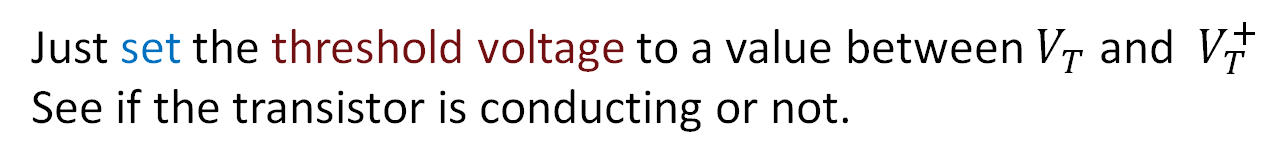 Just set the threshold voltage to a value between $V_T$ and $V_T^+$
See if the transistor is conducting or not.